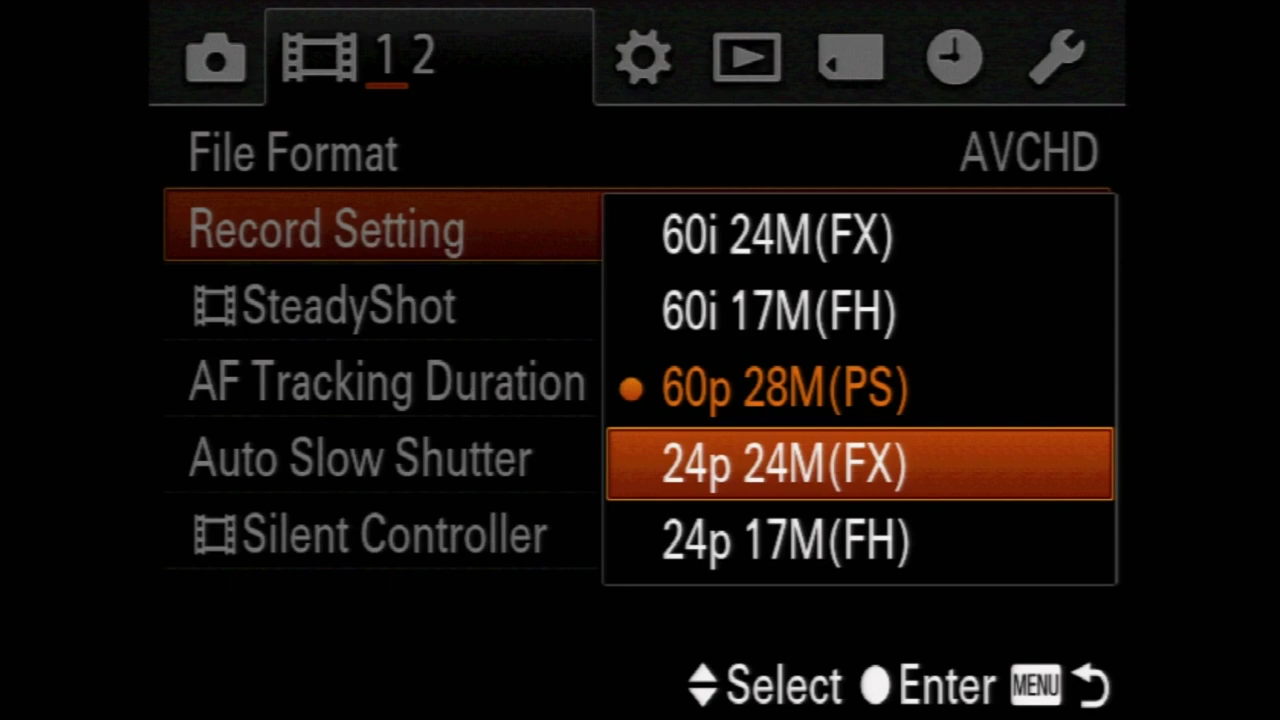 1 2
File Format AVCHD
Record Setting
60i 24M(FX)
SteadyShot
60i 17M(FH)
AF Tracking Duration
60p 28M(PS)
Auto Slow Shutter
24p 24M(FX)
Silent Controller
24p 17M(FH)
Select Enter MENU